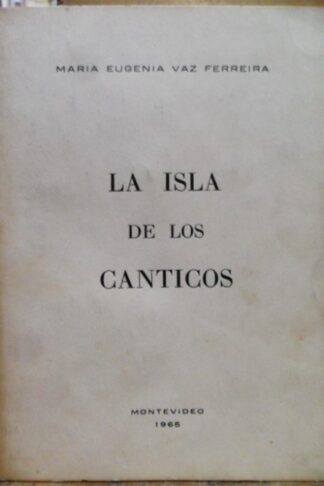 MARIA EUGENIA VAZ FERREIRA
LA ISLA
DE LOS
CANTICOS
MONTEVIDEO
1965